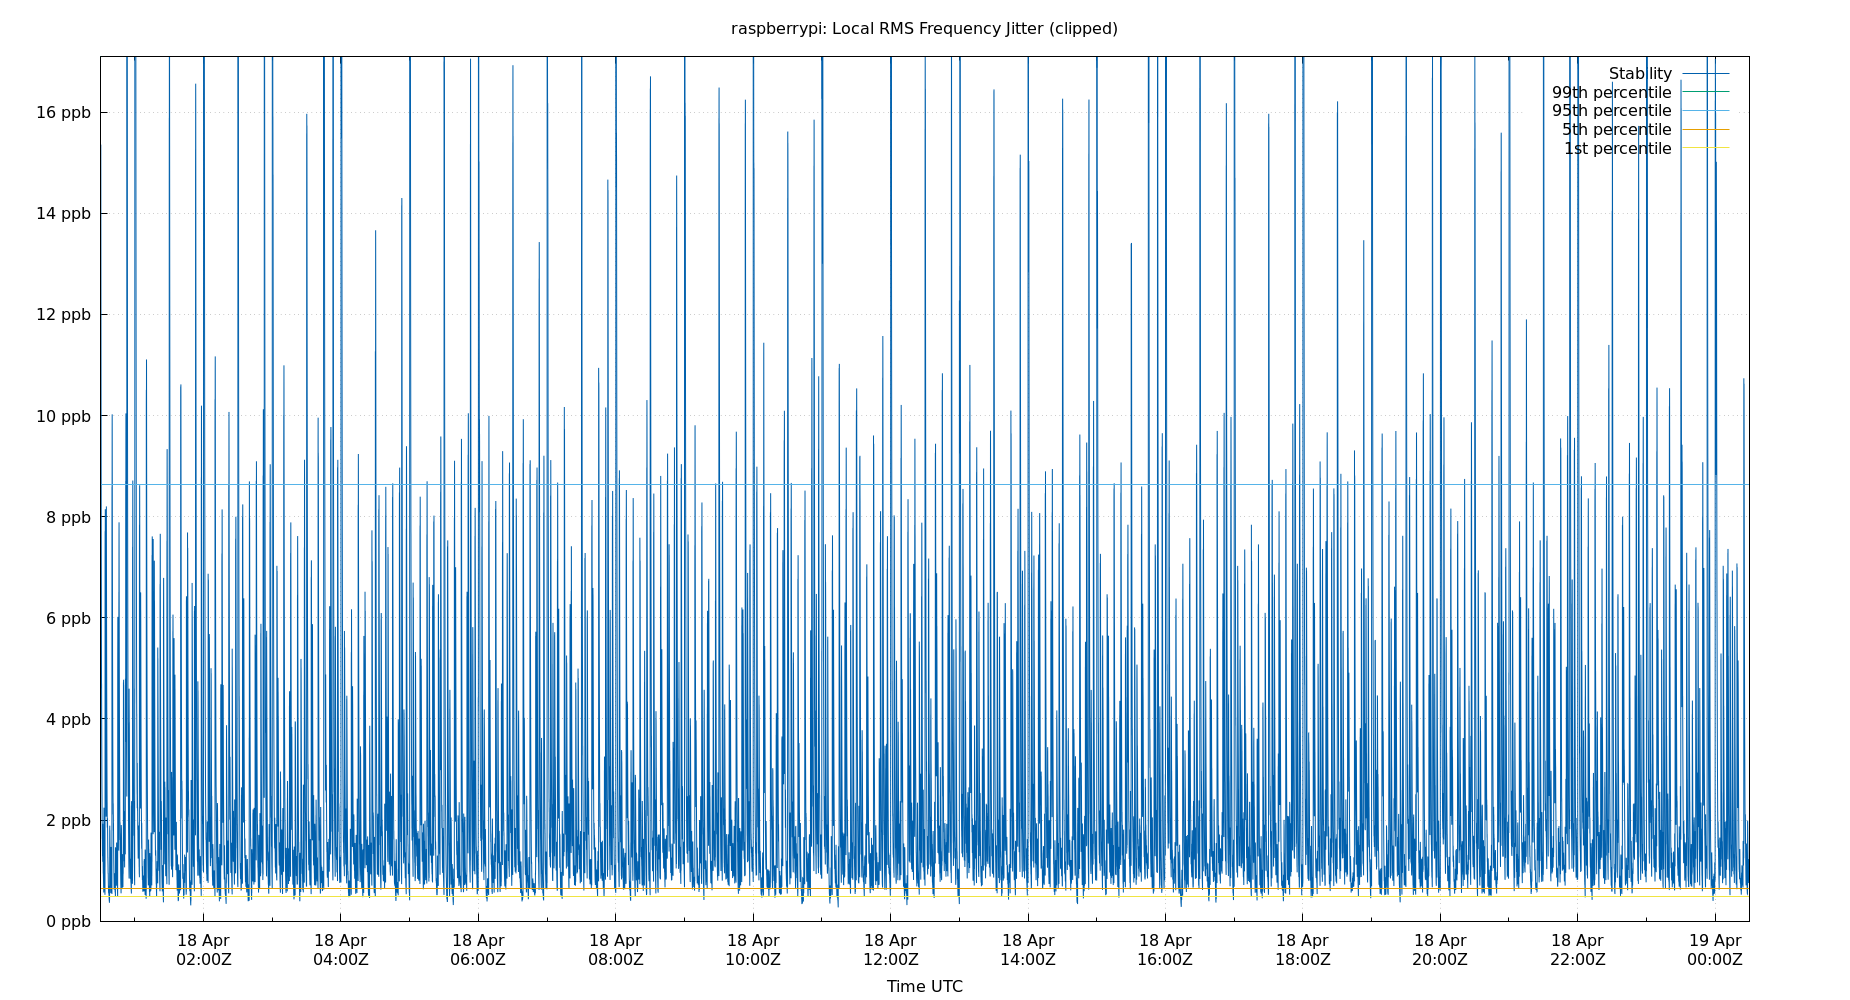 raspberrypi: Local RMS Frequency Jitter (clipped)
Stability
99th percentile
95th percentile
5th percentile
1st percentile
16 ppb
14 ppb
12 ppb
10 ppb
8 ppb
6 ppb
4 ppb
2 ppb
0 ppb
18 Apr 18 Apr 18 Apr 18 Apr 18 Apr 18 Apr 18 Apr 18 Apr 18 Apr 18 Apr 18 Apr 19 Apr
02:00Z 04:00Z 06:00Z 08:00Z 10:00Z 12:00Z 14:00Z 16:00Z 18:00Z 20:00Z 22:00Z 00:00Z
Time UTC